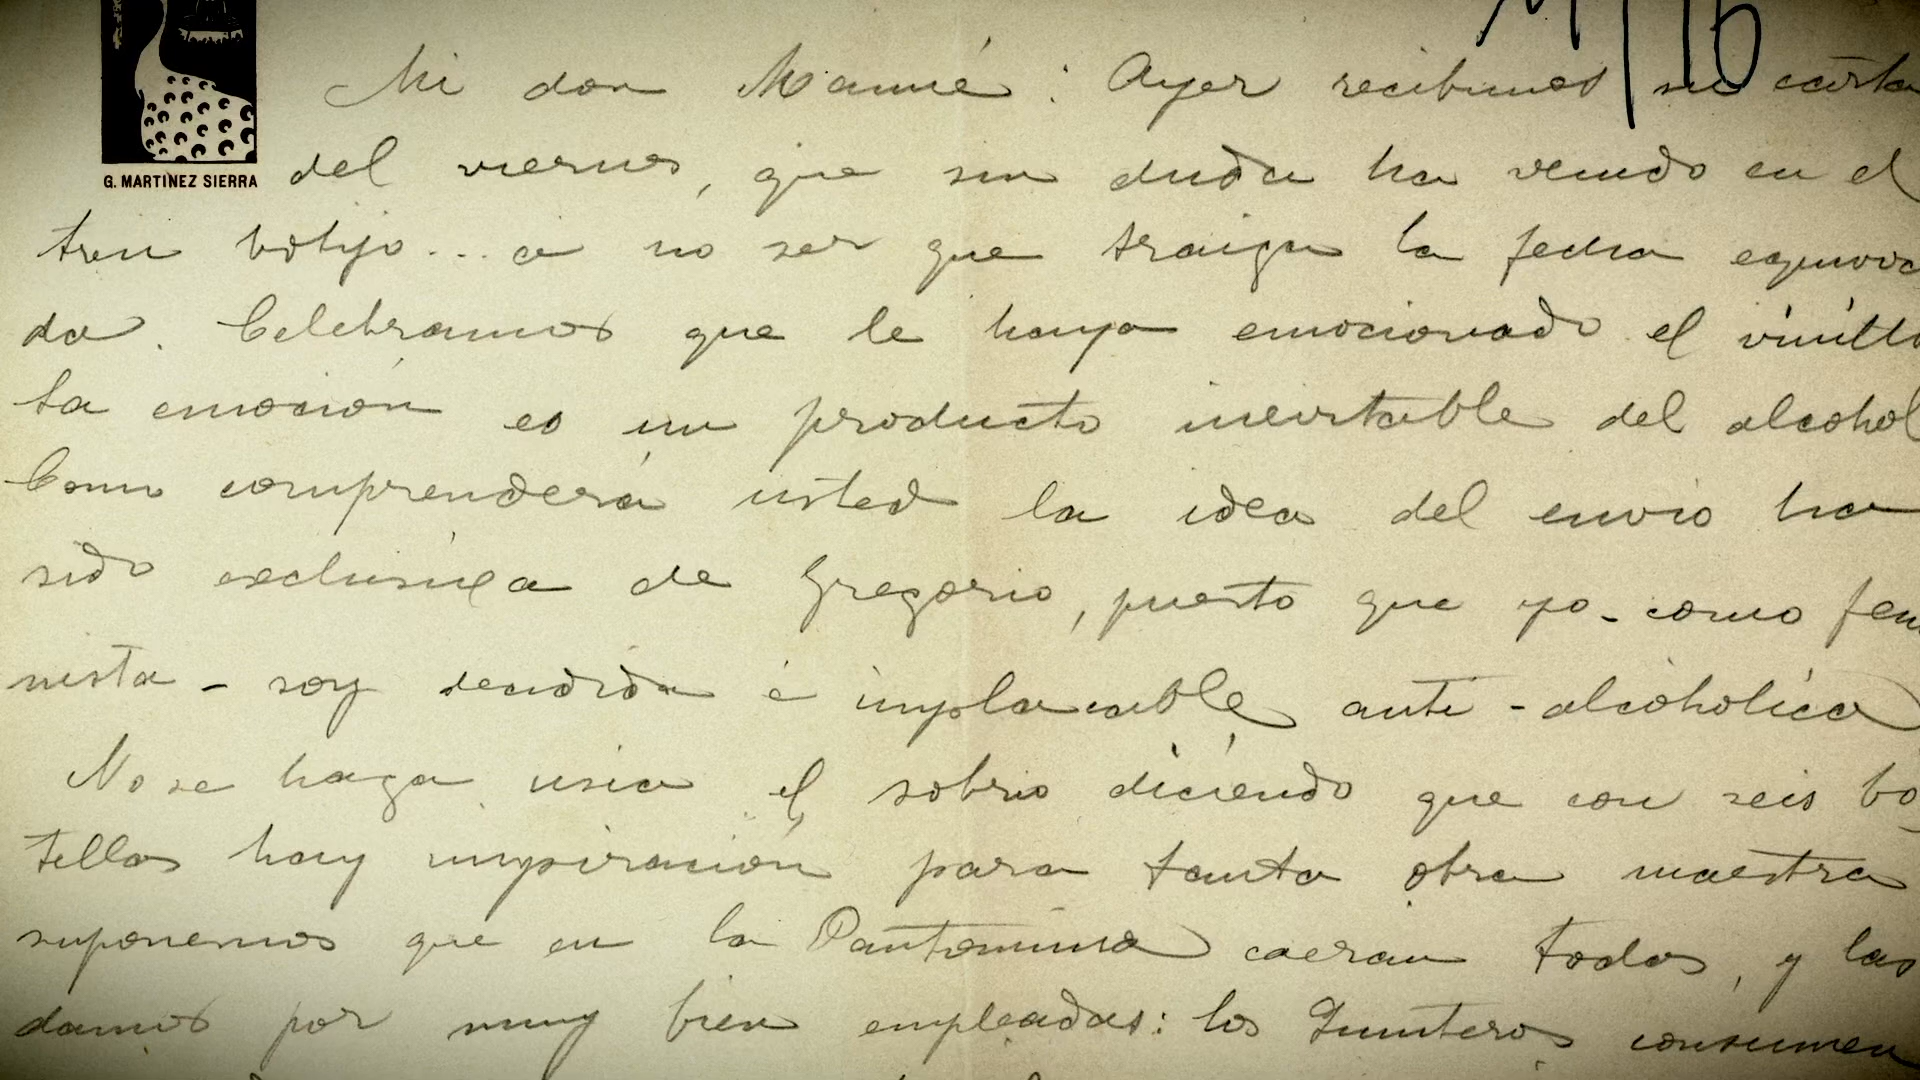 Mi don Manué: Ayer recibimos su carta
G. MARTINEZ SIERRA
del viernes, que sin duda ha venido en el
tren botijo... a no ser que traiga la fecha equivoca
da. Celebramos que le haya emocionado el vinillo
La emoción es un producto inevitable del alcohol
Como comprenderá usted la idea del envio ha
sido exclusiva de Gregorio, puesto que yo - como femi
nista - soy decidida é implacable anti-alcohólica
No se haga usia el sobrio diciendo que con seis bo
tellas hay inspiración para tanta obra maestra
suponemos que en la Pantomima caeran todas, y las
damos por muy bien empleadas: los Quinteros consumen